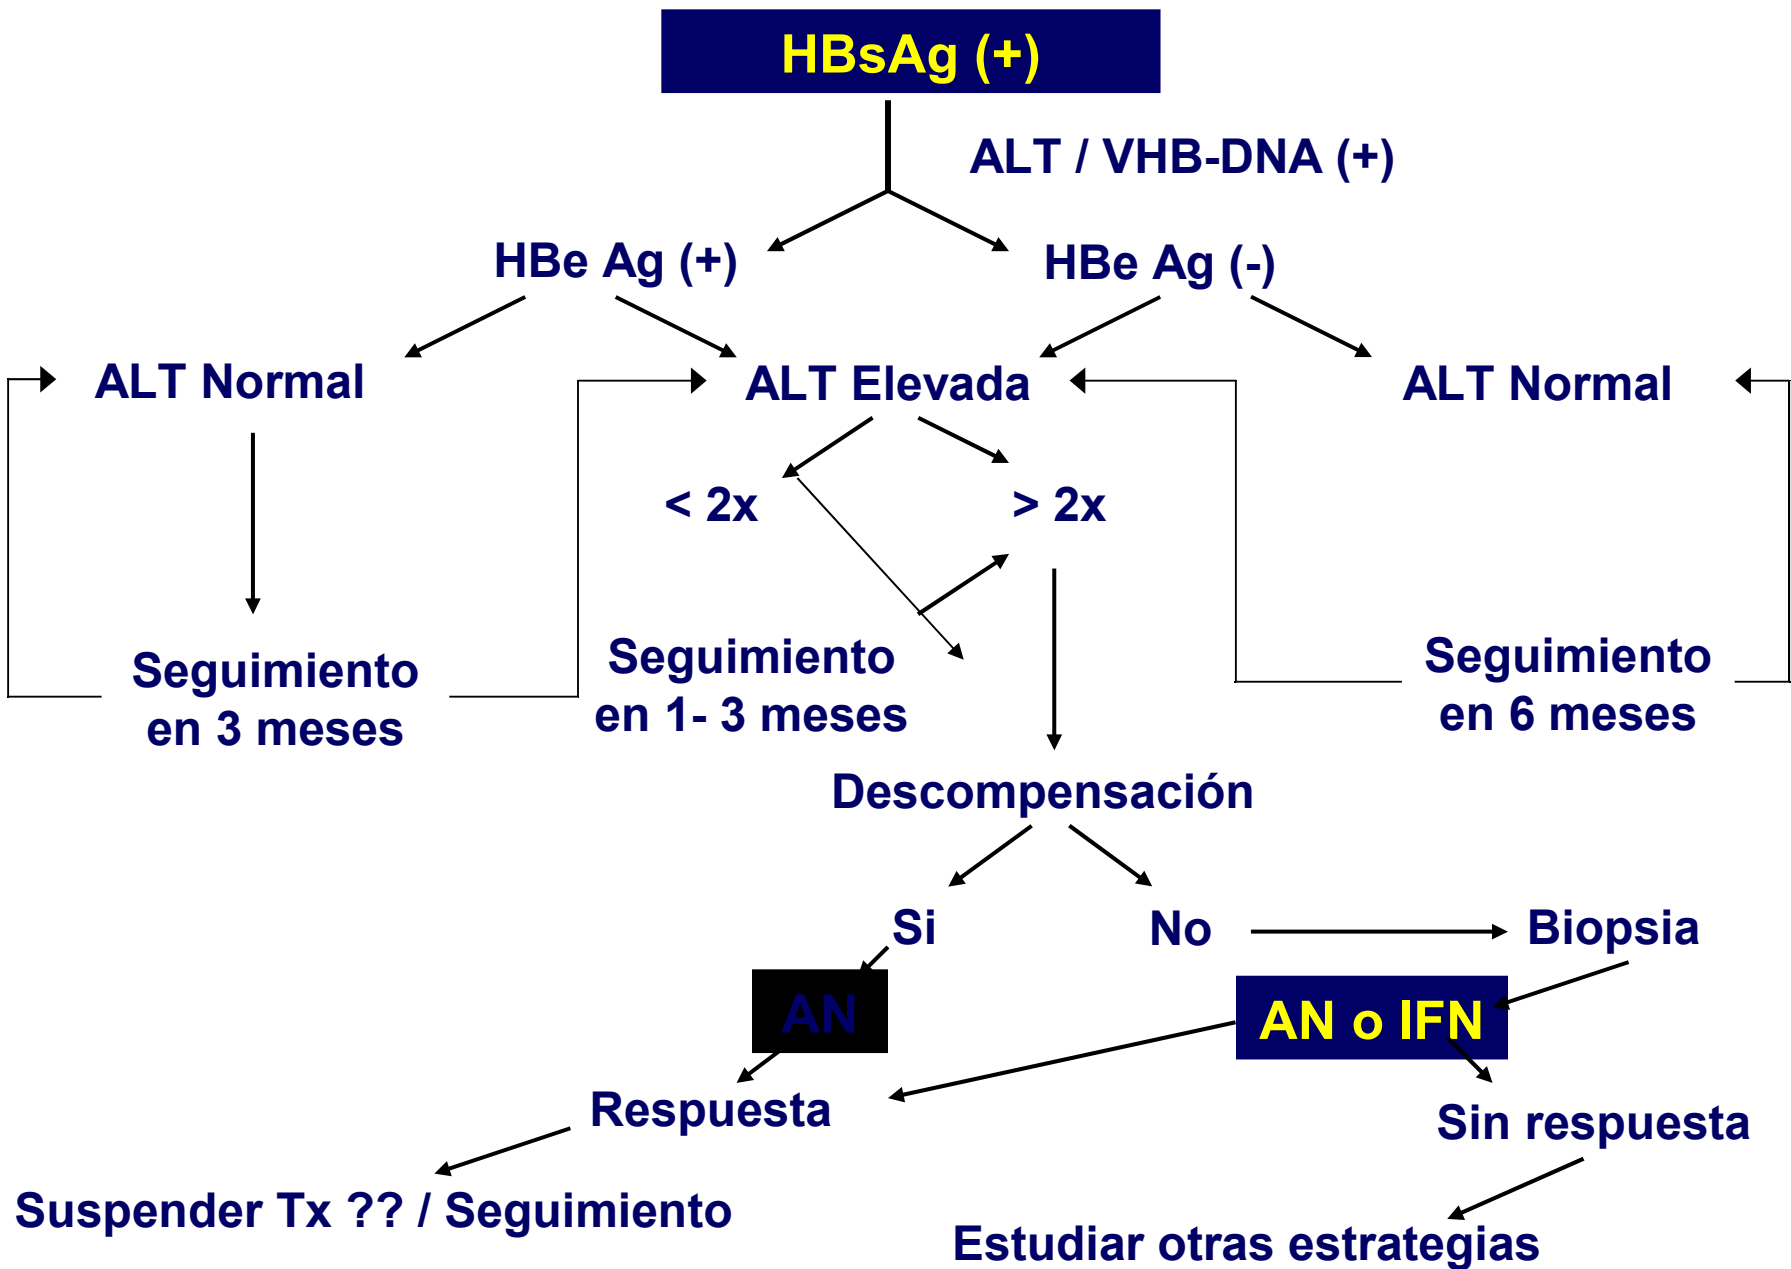 HBsAg (+)
ALT / VHB-DNA (+)
HBe Ag (+)
HBe Ag (-)
ALT Normal
ALT Elevada
ALT Normal
< 2x
> 2x
Seguimiento
en 3 meses
Seguimiento
en 1- 3 meses
Seguimiento
en 6 meses
Descompensación
Si
No
Biopsia
AN
AN o IFN
Respuesta
Sin respuesta
Suspender Tx ?? / Seguimiento
Estudiar otras estrategias